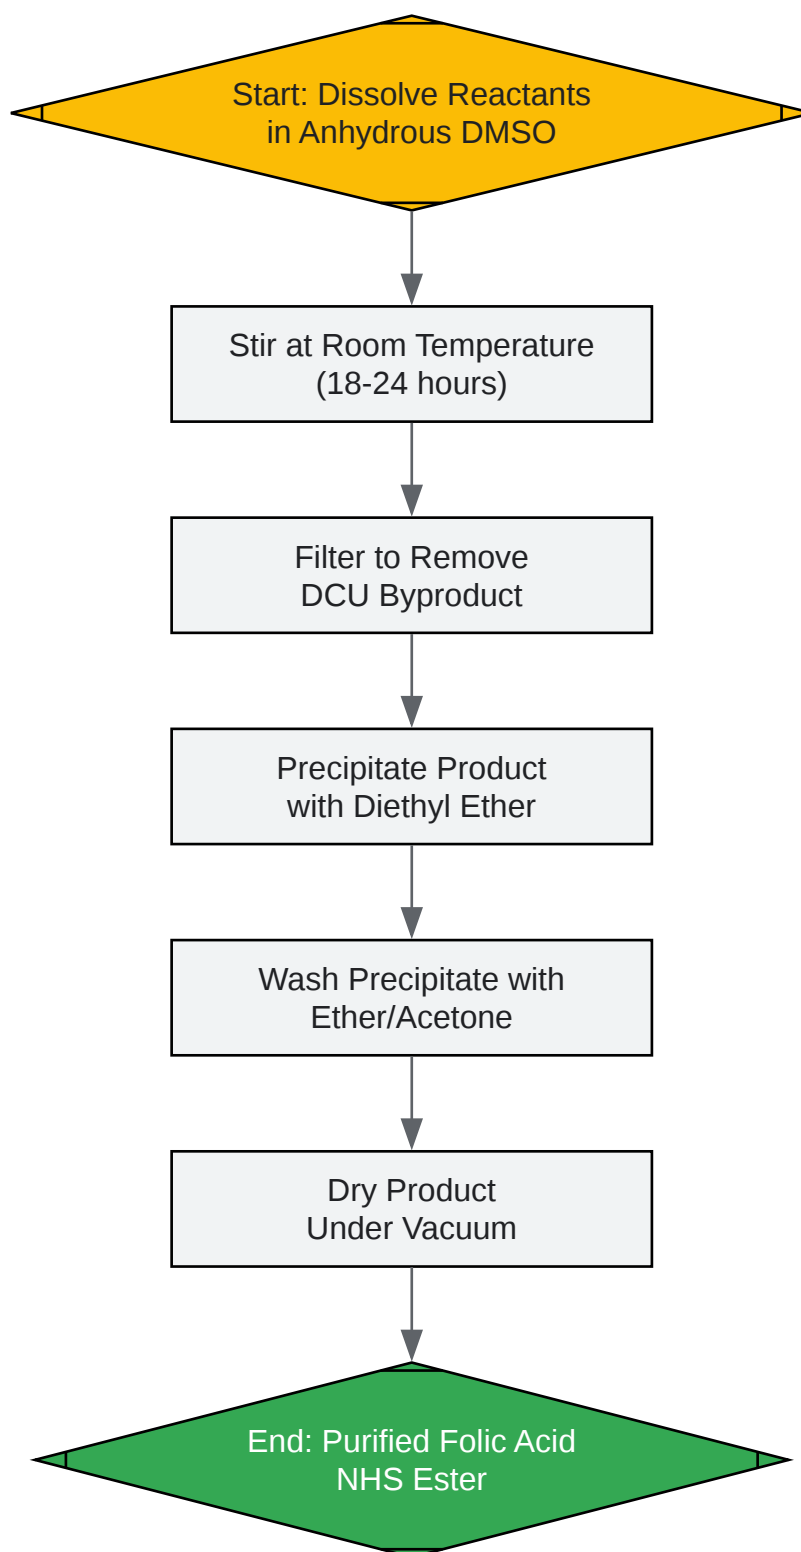 Start: Dissolve Reactants
in Anhydrous DMSO
Stir at Room Temperature
(18-24 hours)
Filter to Remove
DCU Byproduct
Precipitate Product
with Diethyl Ether
Wash Precipitate with
Ether/Acetone
Dry Product
Under Vacuum
End: Purified Folic Acid
NHS Ester